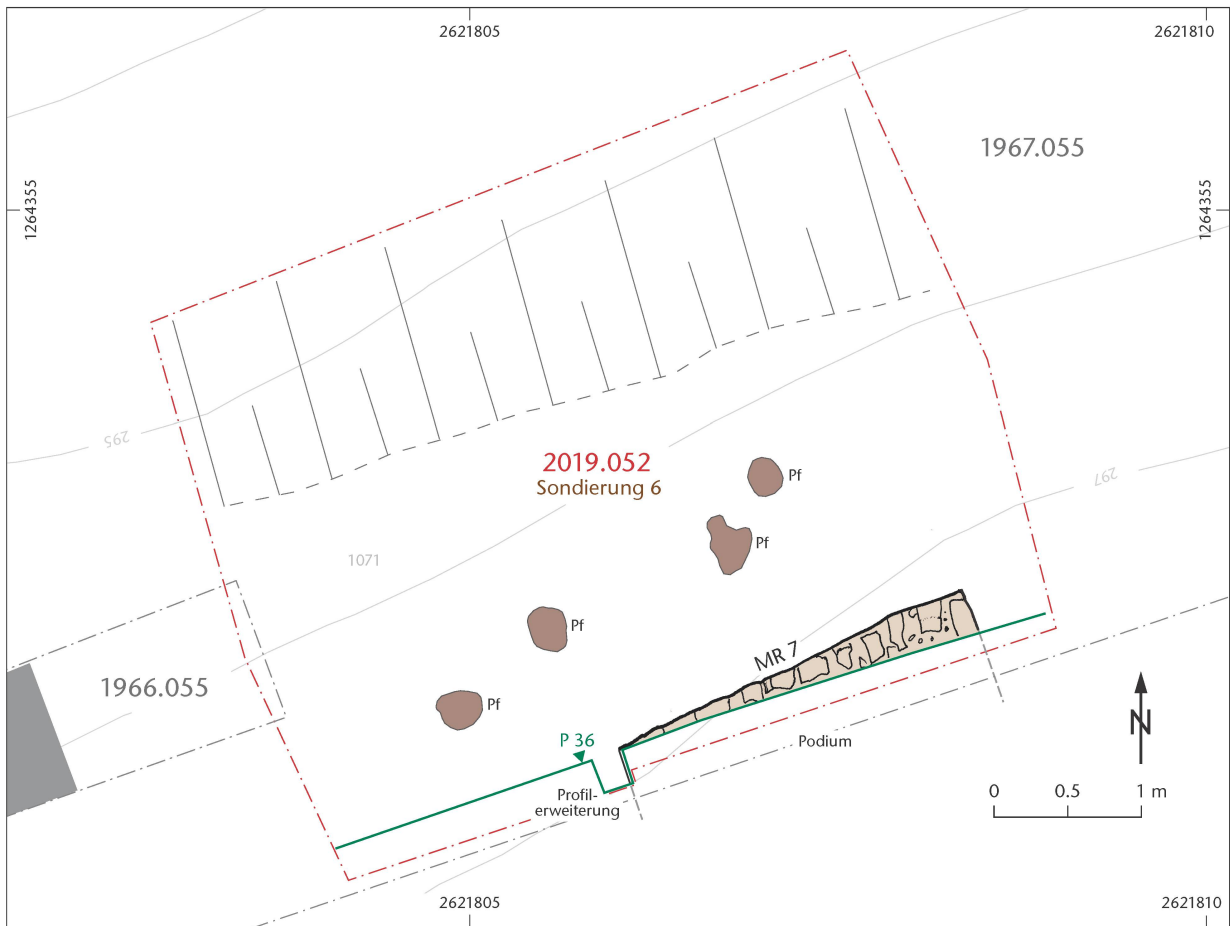 2621805
2621810
1967.055
1264355
1264355
295
2019.052
Sondierung 6
Pf
297
Pf
1071
Pf
MR 7
1966.055
Pf
P 36
Podium
N
Profil-
erweiterung
0 0.5 1 m
2621805
2621810